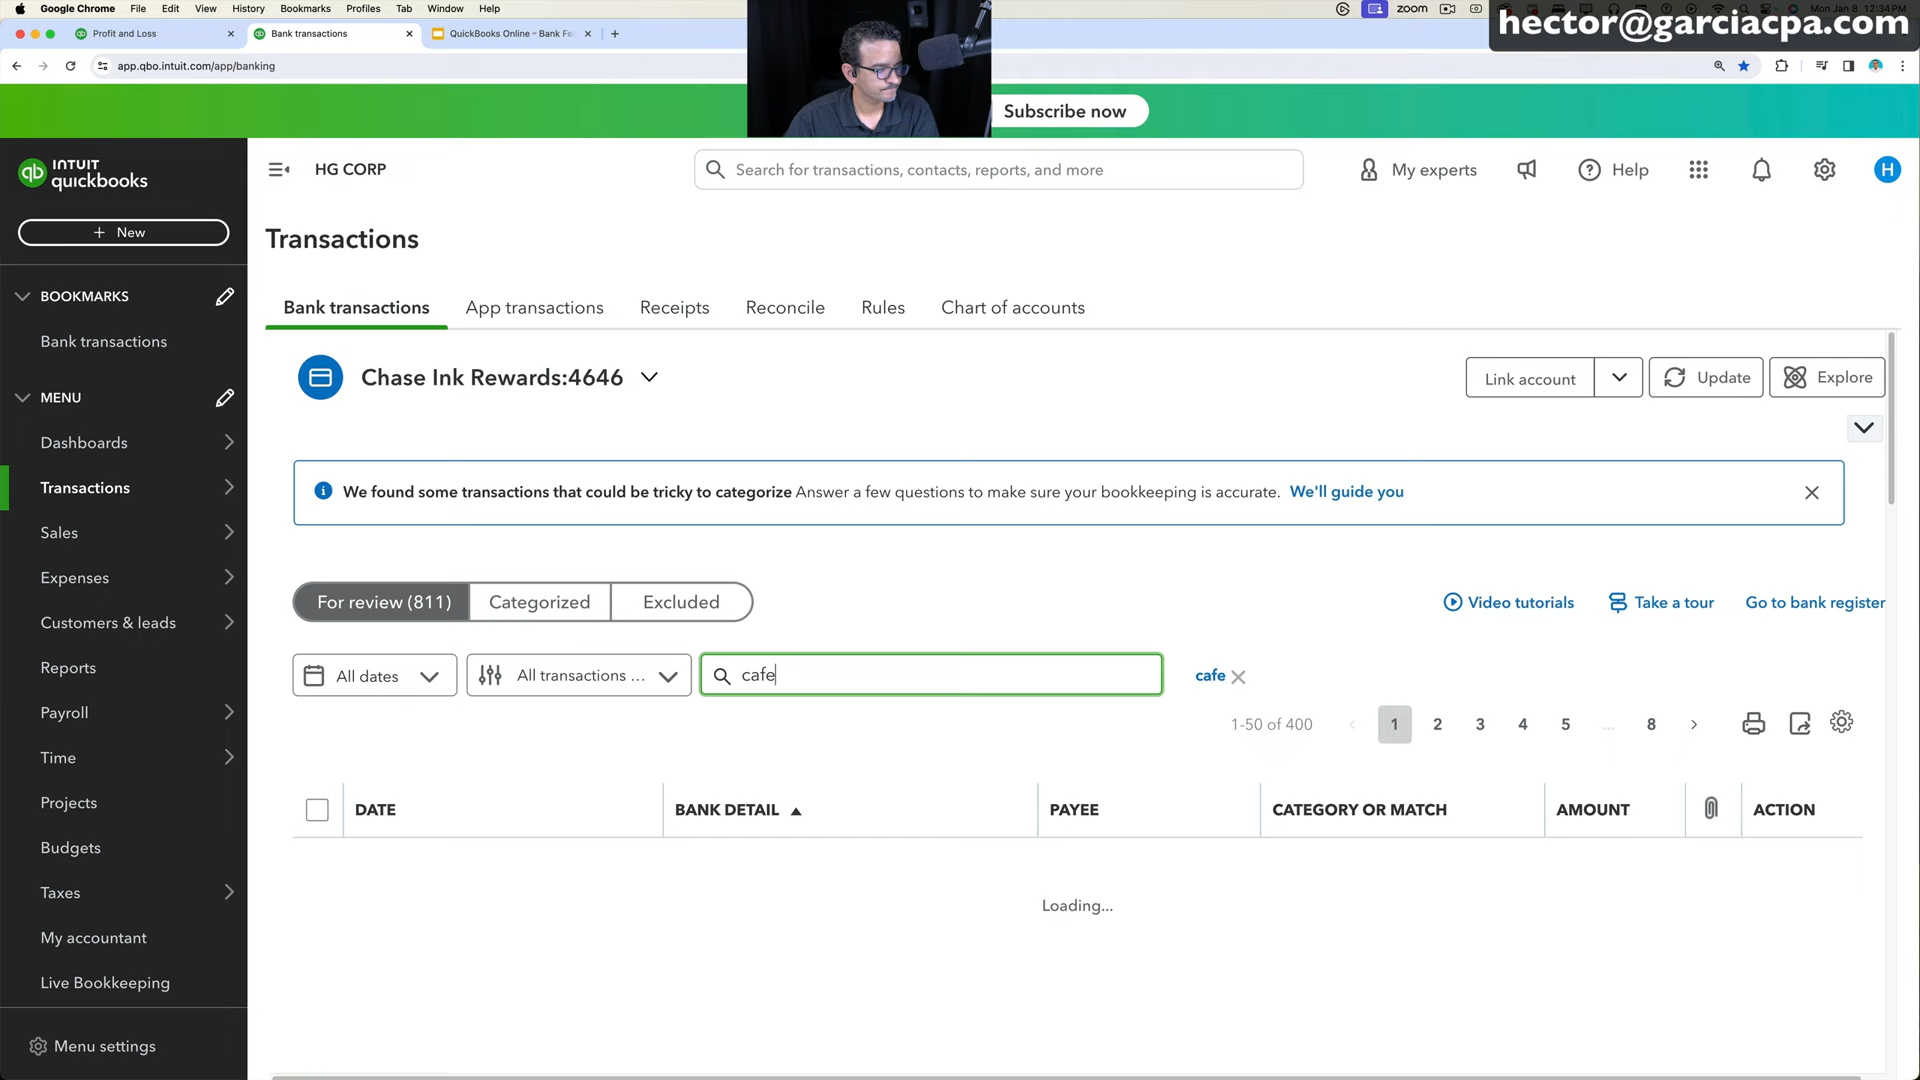 Google Chrome File Edit View History Bookmarks Profiles Tab Window Help
zoom
Mon Jan 8 12:34 PM
hector@garciacpa.com
Profit and Loss
Bank transactions
QuickBooks Online - Bank Fe
app.qbo.intuit.com/app/banking
Subscribe now
INTUIT
quickbooks
HG CORP
Search for transactions, contacts, reports, and more
My experts
Help
H
+ New
Transactions
BOOKMARKS
Bank transactions
App transactions
Receipts
Reconcile
Rules
Chart of accounts
Bank transactions
Chase Ink Rewards:4646
Link account
Update
Explore
MENU
Dashboards
Transactions
Sales
Expenses
Customers & leads
Reports
Payroll
Time
Projects
Budgets
Taxes
My accountant
Live Bookkeeping
Menu settings
We found some transactions that could be tricky to categorize Answer a few questions to make sure your bookkeeping is accurate. We'll guide you
For review (811)
Categorized
Excluded
Video tutorials
Take a tour
Go to bank register
All dates
All transactions ...
cafe
cafe
1-50 of 400
1 2 3 4 5 ... 8
DATE
BANK DETAIL
PAYEE
CATEGORY OR MATCH
AMOUNT
ACTION
Loading...